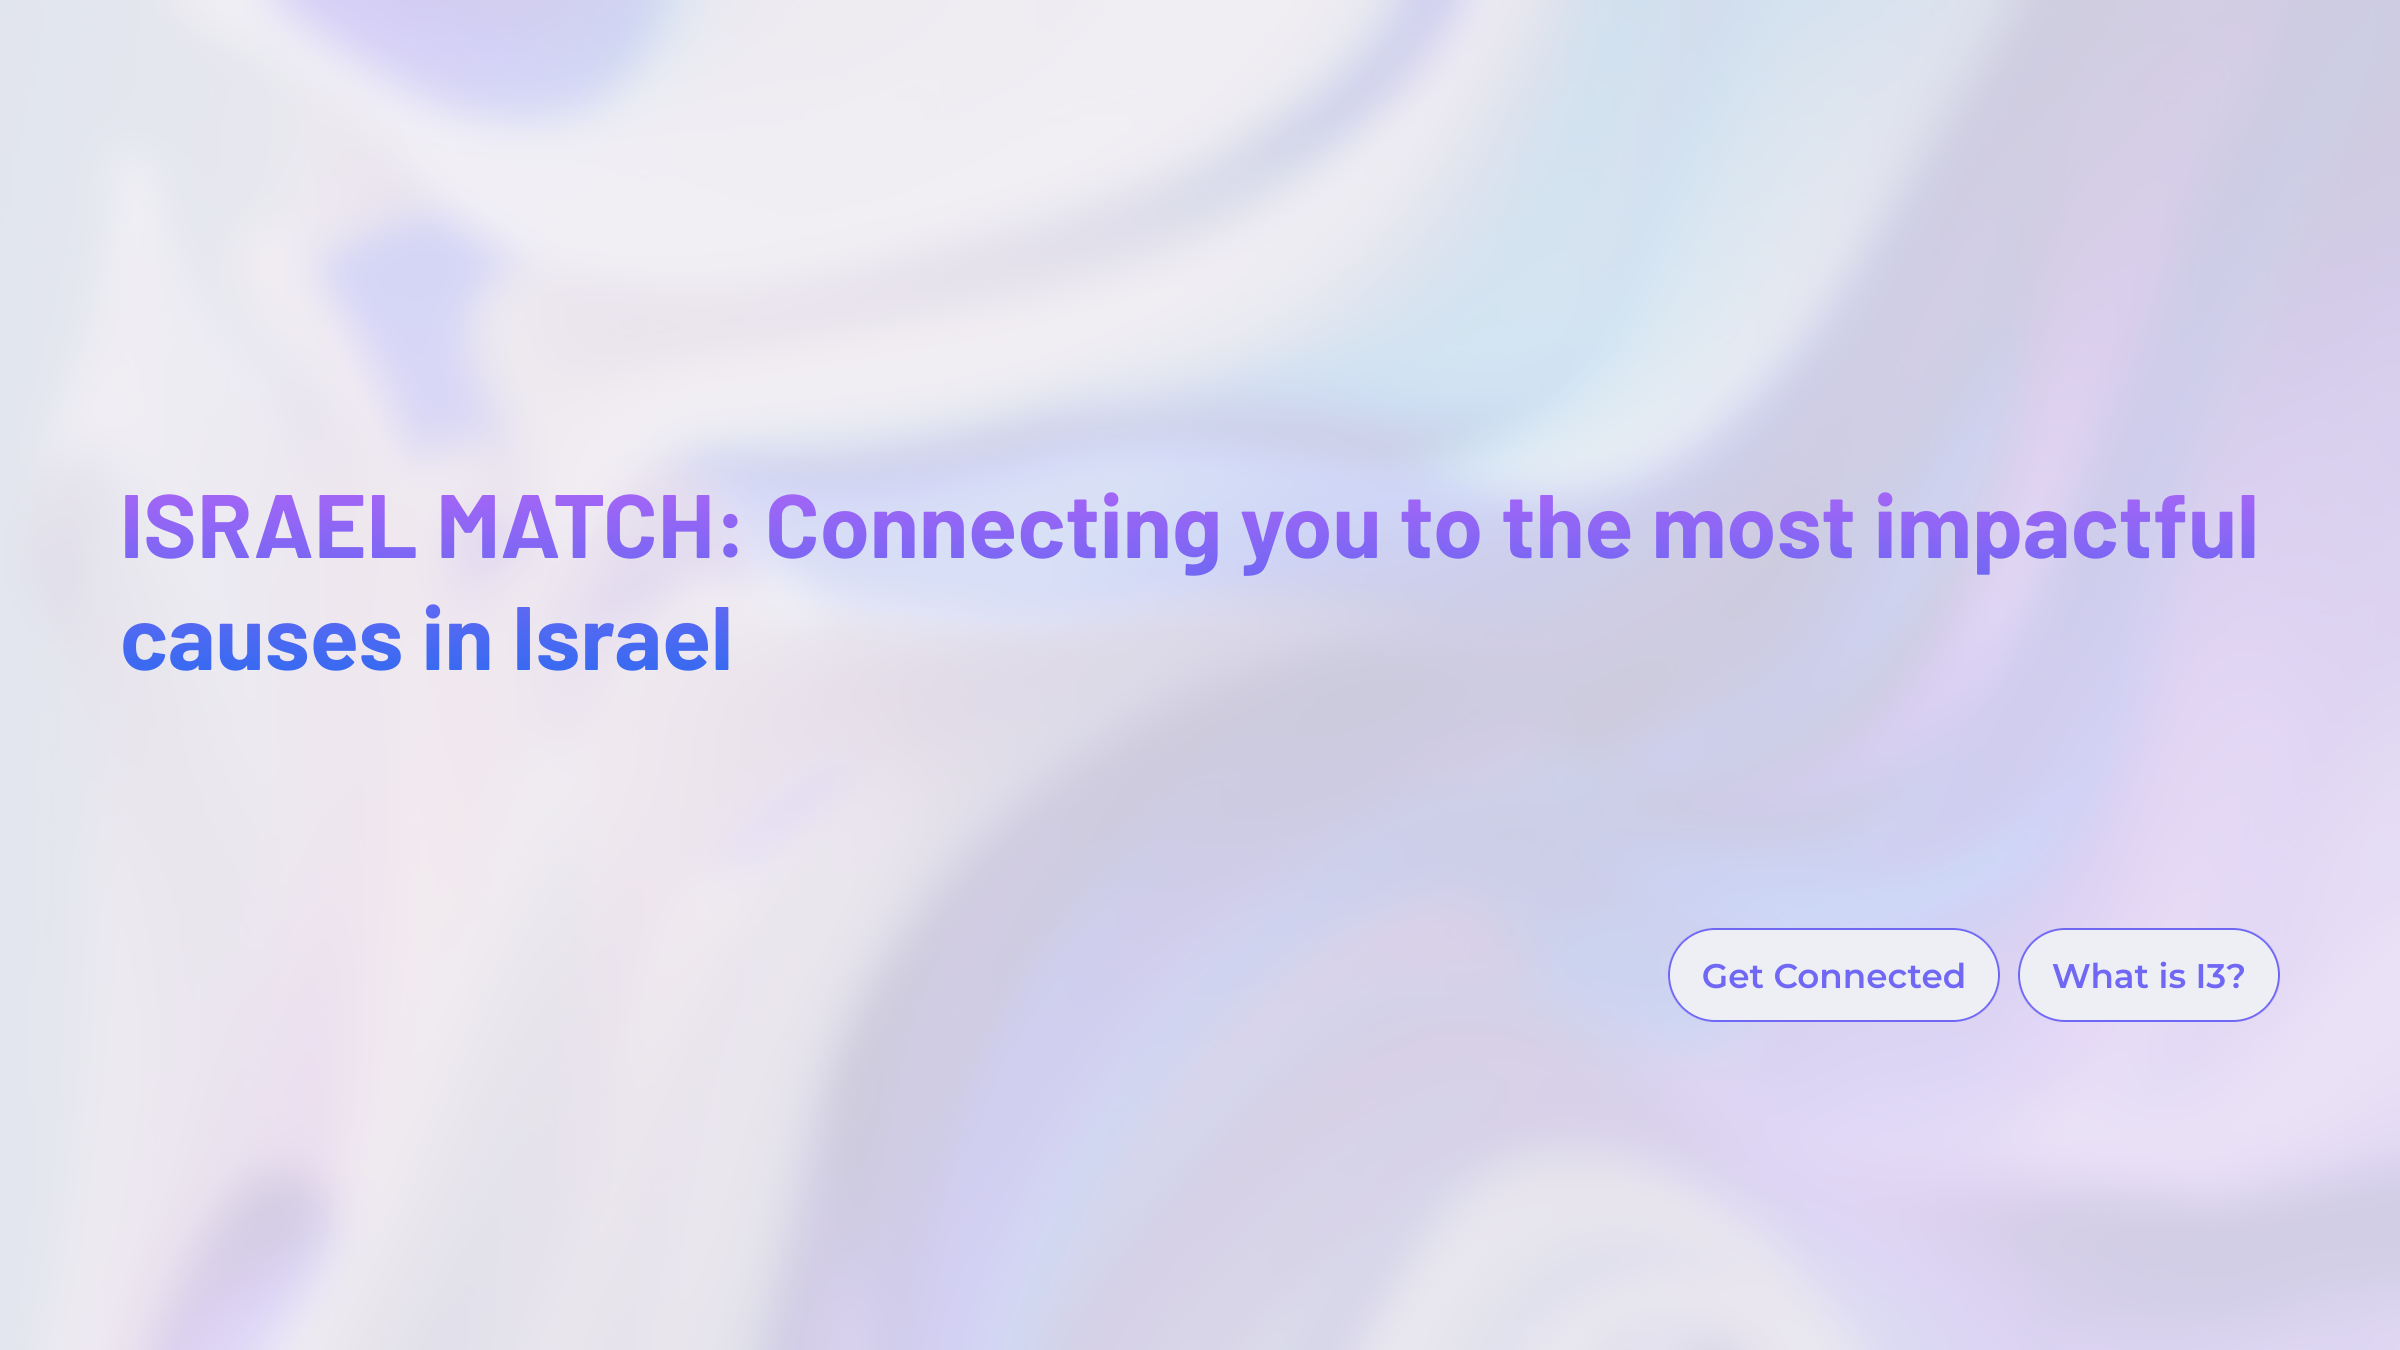 ISRAEL MATCH: Connecting you to the most impactful
causes in Israel
Get Connected
What is I3?